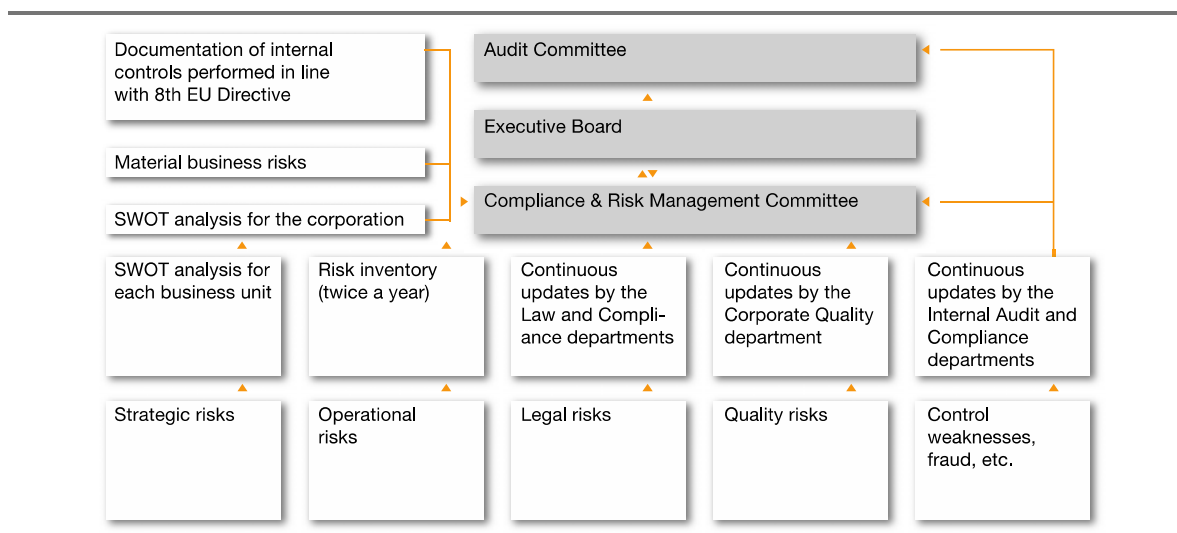 Documentation of internal
controls performed in line
with 8th EU Directive
Material business risks
SWOT analysis for the corporation
Audit Committee
Executive Board
Compliance & Risk Management Committee
SWOT analysis for
each business unit
Risk inventory
(twice a year)
Continuous
updates by the
Law and Compli-
ance departments
Continuous
updates by the
Corporate Quality
department
Continuous
updates by the
Internal Audit and
Compliance
departments
Strategic risks
Operational
risks
Legal risks
Quality risks
Control
weaknesses,
fraud, etc.